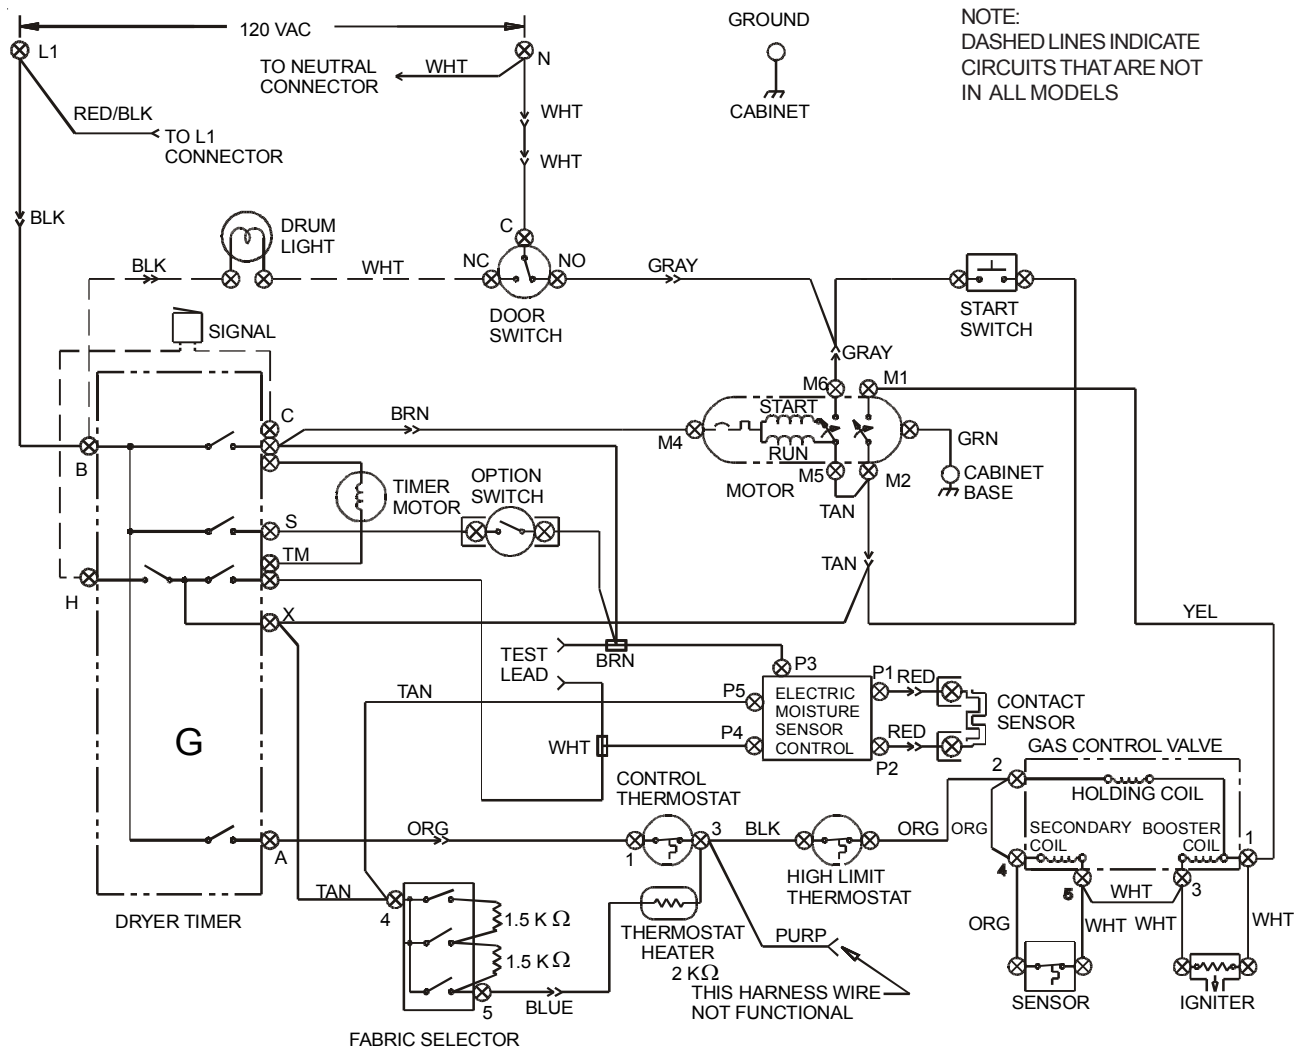 120 VAC
GROUND
NOTE:
DASHED LINES INDICATE
CIRCUITS THAT ARE NOT
IN ALL MODELS
L1
N
TO NEUTRAL
CONNECTOR
WHT
CABINET
RED/BLK
WHT
TO L1
CONNECTOR
WHT
BLK
DRUM
LIGHT
C
BLK
WHT
NC
NO
GRAY
DOOR
SWITCH
START
SWITCH
SIGNAL
GRAY
M6
M1
C
BRN
START
M4
RUN
GRN
B
M5
M2
MOTOR
CABINET
BASE
TIMER
MOTOR
OPTION
SWITCH
TAN
S
TM
TAN
H
X
YEL
TEST
LEAD
BRN
P3
P1
RED
TAN
P5
ELECTRIC
MOISTURE
SENSOR
CONTROL
CONTACT
SENSOR
G
WHT
P4
RED
P2
GAS CONTROL VALVE
2
CONTROL
THERMOSTAT
HOLDING COIL
ORG
1
3
BLK
ORG
ORG
SECONDARY
COIL
BOOSTER
COIL
1
A
4
HIGH LIMIT
THERMOSTAT
5
WHT
3
TAN
4
1.5 K Ω
DRYER TIMER
THERMOSTAT
HEATER
2 KΩ
PURP
ORG
WHT
WHT
WHT
1.5 K Ω
5
BLUE
THIS HARNESS WIRE
NOT FUNCTIONAL
SENSOR
IGNITER
FABRIC SELECTOR